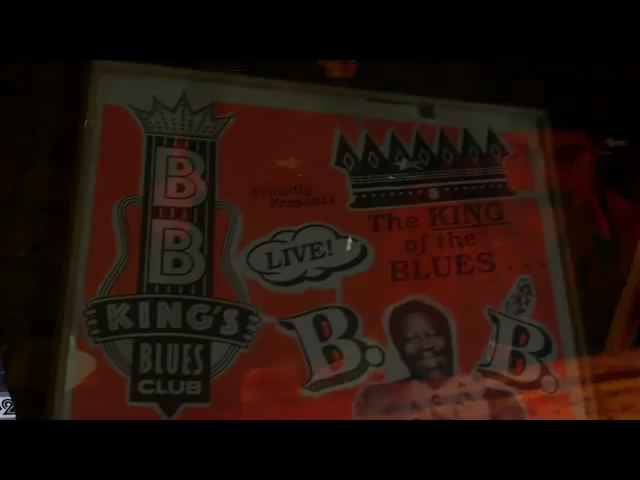 B
B
KING'S
BLUES
CLUB
Proudly
Presents
LIVE!
The KING
of the
BLUES...
B. B.